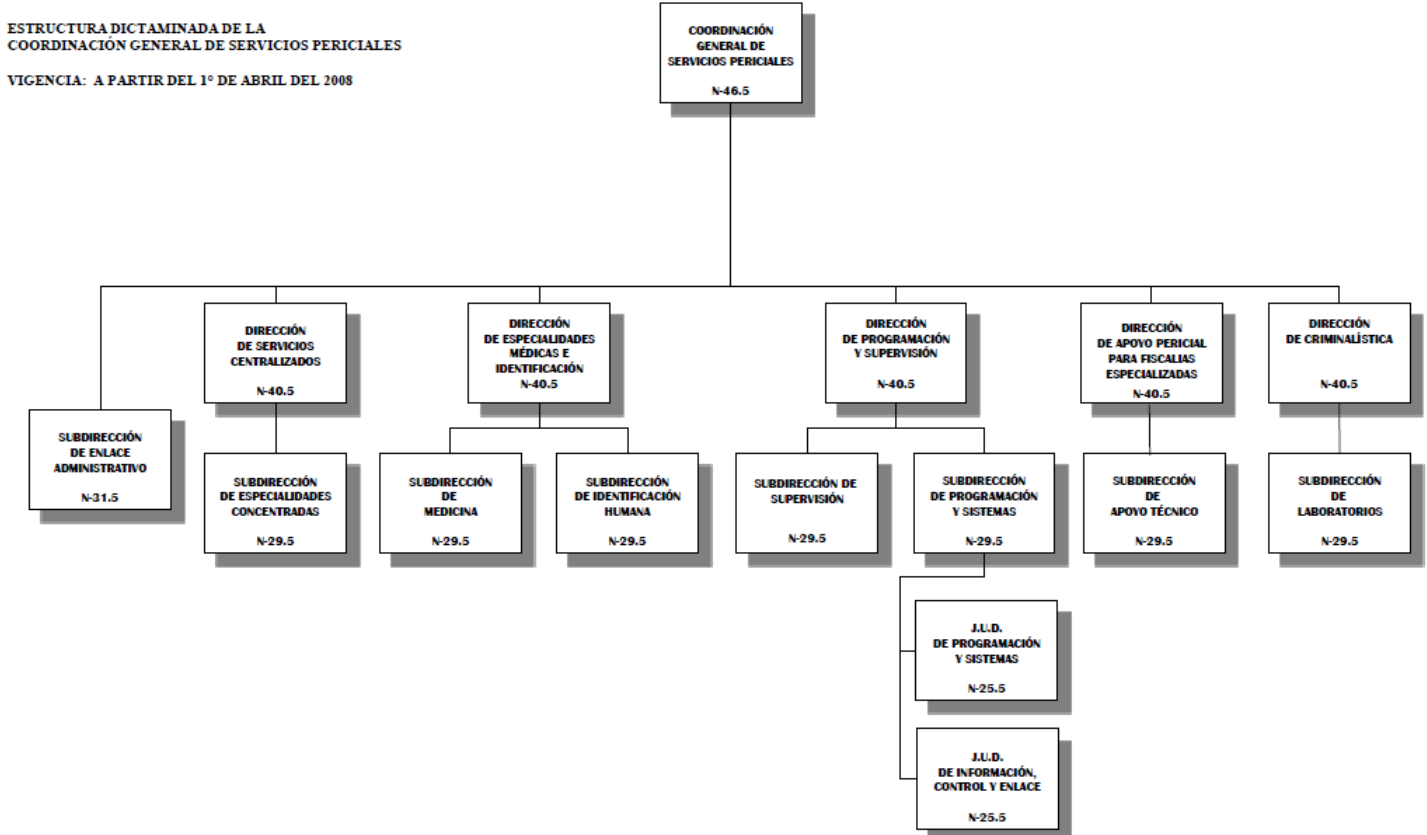 ESTRUCTURA DICTAMINADA DE LA
COORDINACIÓN GENERAL DE SERVICIOS PERICIALES
VIGENCIA: A PARTIR DEL 1° DE ABRIL DEL 2008
COORDINACIÓN
GENERAL DE
SERVICIOS PERICIALES
N-46.5
SUBDIRECCIÓN
DE ENLACE
ADMINISTRATIVO
N-31.5
DIRECCIÓN
DE SERVICIOS
CENTRALIZADOS
N-40.5
DIRECCIÓN
DE ESPECIALIDADES
MÉDICAS E
IDENTIFICACIÓN
N-40.5
DIRECCIÓN
DE PROGRAMACIÓN
Y SUPERVISIÓN
N-40.5
DIRECCIÓN
DE APOYO PERICIAL
PARA FISCALIAS
ESPECIALIZADAS
N-40.5
DIRECCIÓN
DE CRIMINALÍSTICA
N-40.5
SUBDIRECCIÓN
DE ESPECIALIDADES
CONCENTRADAS
N-29.5
SUBDIRECCIÓN
DE
MEDICINA
N-29.5
SUBDIRECCIÓN
DE IDENTIFICACIÓN
HUMANA
N-29.5
SUBDIRECCIÓN DE
SUPERVISIÓN
N-29.5
SUBDIRECCIÓN
DE PROGRAMACIÓN
Y SISTEMAS
N-29.5
SUBDIRECCIÓN
DE
APOYO TÉCNICO
N-29.5
SUBDIRECCIÓN
DE
LABORATORIOS
N-29.5
J.U.D.
DE PROGRAMACIÓN
Y SISTEMAS
N-25.5
J.U.D.
DE INFORMACIÓN,
CONTROL Y ENLACE
N-25.5